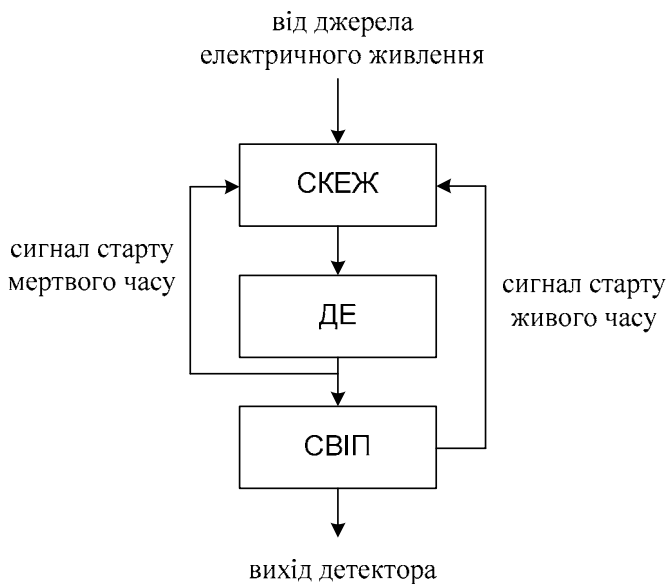 від джерела
електричного живлення
СКЕЖ
сигнал старту
мертвого часу
ДЕ
сигнал старту
живого часу
СВІП
вихід детектора